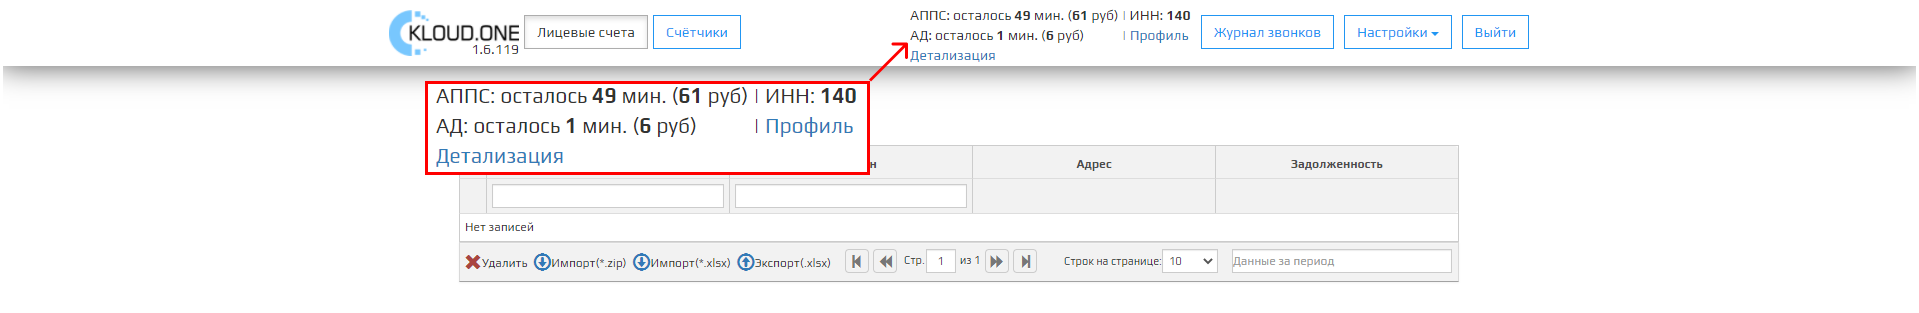 KLOUD.ONE
1.6.119
Лицевые счета
Счётчики
АППС: осталось 49 мин. (61 руб) | ИНН: 140
АД: осталось 1 мин. (6 руб) | Профиль
Детализация
Журнал звонков
Настройки
Выйти
АППС: осталось 49 мин. (61 руб) | ИНН: 140
АД: осталось 1 мин. (6 руб) | Профиль
Детализация
н
Адрес
Задолженность
Нет записей
Удалить
Импорт(*.zip)
Импорт(*.xlsx)
Экспорт(.xlsx)
Стр. 1 из 1
Строк на странице: 10
Данные за период